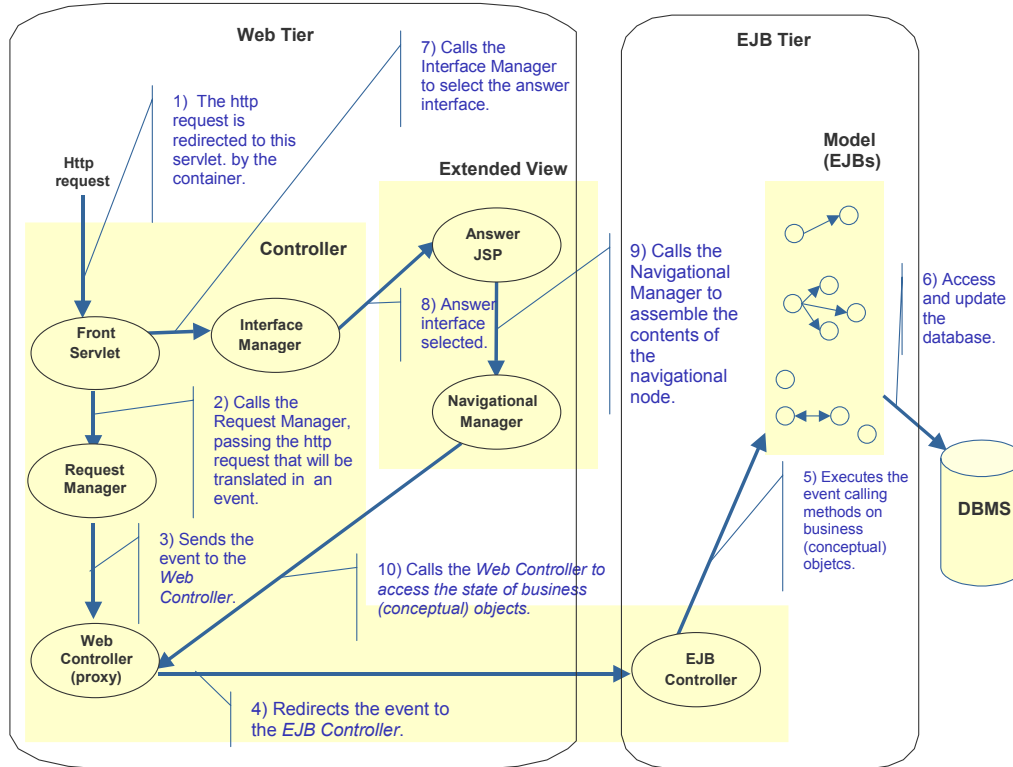 Web Tier
EJB Tier
7) Calls the
Interface Manager
to select the answer
interface.
1) The http
request is
redirected to this
servlet. by the
container.
Http
request
Model
(EJBs)
Extended View
Controller
Answer
JSP
9) Calls the
Navigational
Manager to
assemble the
contents of
the
navigational
node.
6) Access
and update
the
database.
8) Answer
interface
selected.
Front
Servlet
Interface
Manager
Navigational
Manager
2) Calls the
Request Manager,
passing the http
request that will be
translated in an
event.
Request
Manager
5) Executes the
event calling
methods on
business
(conceptual)
objetcs.
DBMS
3) Sends the
event to the
Web
Controller.
10) Calls the Web Controller to
access the state of business
(conceptual) objects.
Web
Controller
(proxy)
EJB
Controller
4) Redirects the event to
the EJB Controller.